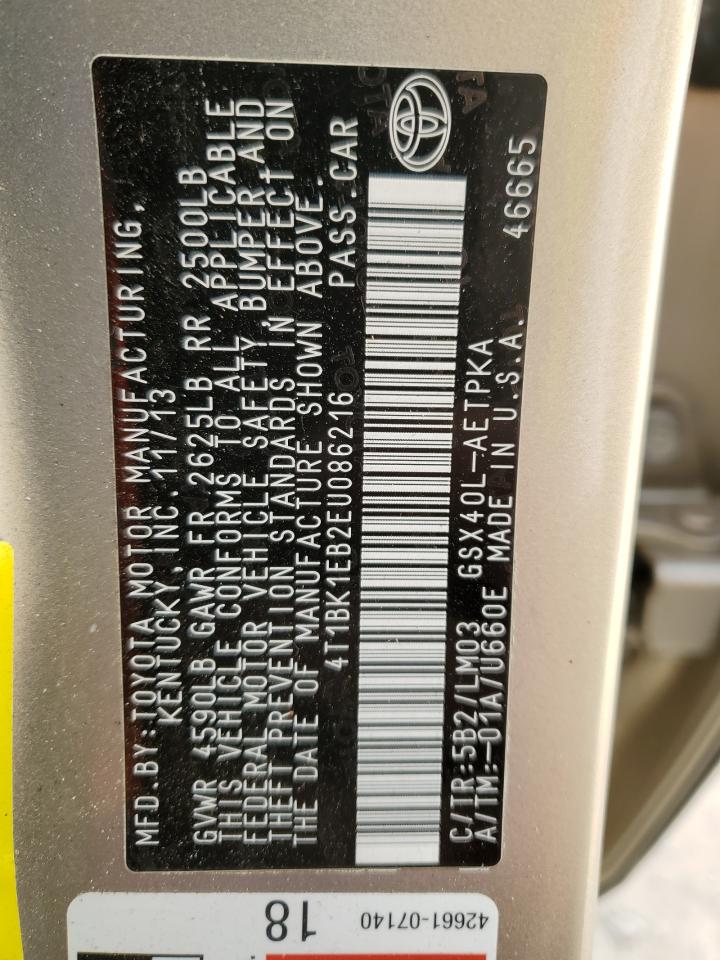 MFD.BY:TOYOTA MOTOR MANUFACTURING,
KENTUCKY,INC.11/13
GVWR 4590LB GAWR FR 2625LB RR 2500LB
THIS VEHICLE CONFORMS TO ALL APPLICABLE
FEDERAL MOTOR VEHICLE SAFETY,BUMPER,AND
THEFT PREVENTION STANDARDS IN EFFECT ON
THE DATE OF MANUFACTURE SHOWN ABOVE.
4T1BK1EB2EU086216 PASS.CAR
C/TR:5B2/LM03 GSX40L-AETPKA
A/TM:-01A/U660E MADE IN U.S.A. 46665
42661-07140
18